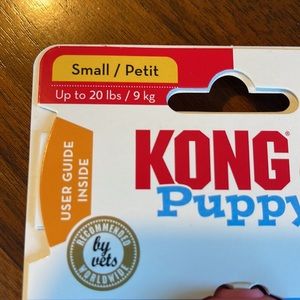 Small / Petit
Up to 20 lbs / 9 kg
USER GUIDE
INSIDE
KONG
Puppy
RECOMMENDED
by
vets
WORLDWIDE